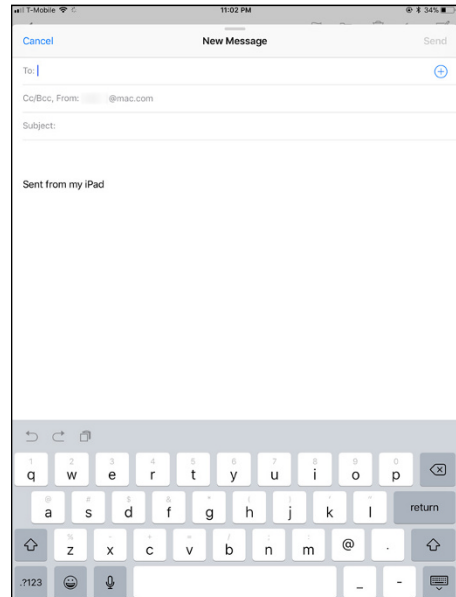 T-Mobile 11:02 PM 34%
Cancel New Message Send
To:
Cc/Bcc, From: @mac.com
Subject:
Sent from my iPad
1 2 3 4 5 6 7 8 9 0
q w e r t y u i o p
@ # $ & * ( ) ' "
a s d f g h j k l return
% - + = / ; :
z x c v b n m @ .
.?123 _ -